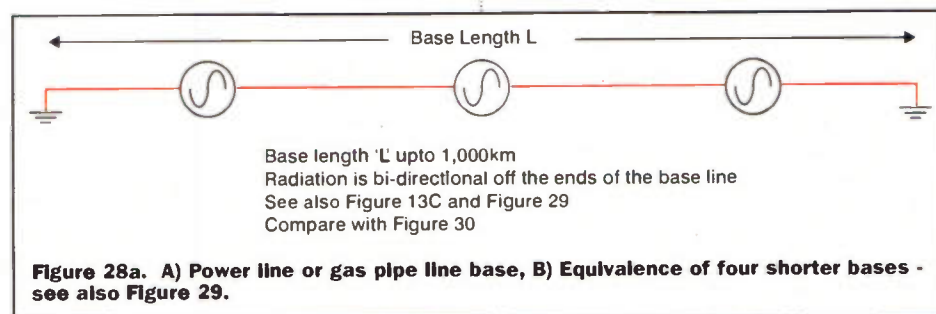 Base Length L
Base length 'L' upto 1,000km
Radiation is bi-directional off the ends of the base line
See also Figure 13C and Figure 29
Compare with Figure 30
Figure 28a. A) Power line or gas pipe line base, B) Equivalence of four shorter bases -
see also Figure 29.